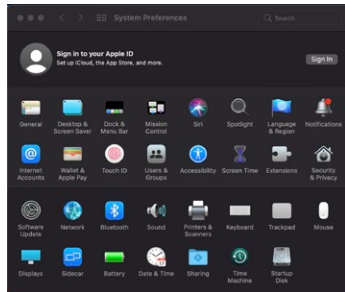 System Preferences
Search
Sign in to your Apple ID
Set up iCloud, the App Store, and more.
Sign In
General
Desktop &
Screen Saver
Dock &
Menu Bar
Mission
Control
Siri
Spotlight
Language
& Region
Notifications
Internet
Accounts
Wallet &
Apple Pay
Touch ID
Users &
Groups
Accessibility
Screen Time
Extensions
Security
& Privacy
Software
Update
Network
Bluetooth
Sound
Printers &
Scanners
Keyboard
Trackpad
Mouse
Displays
Sidecar
Battery
Date & Time
Sharing
Time
Machine
Startup
Disk